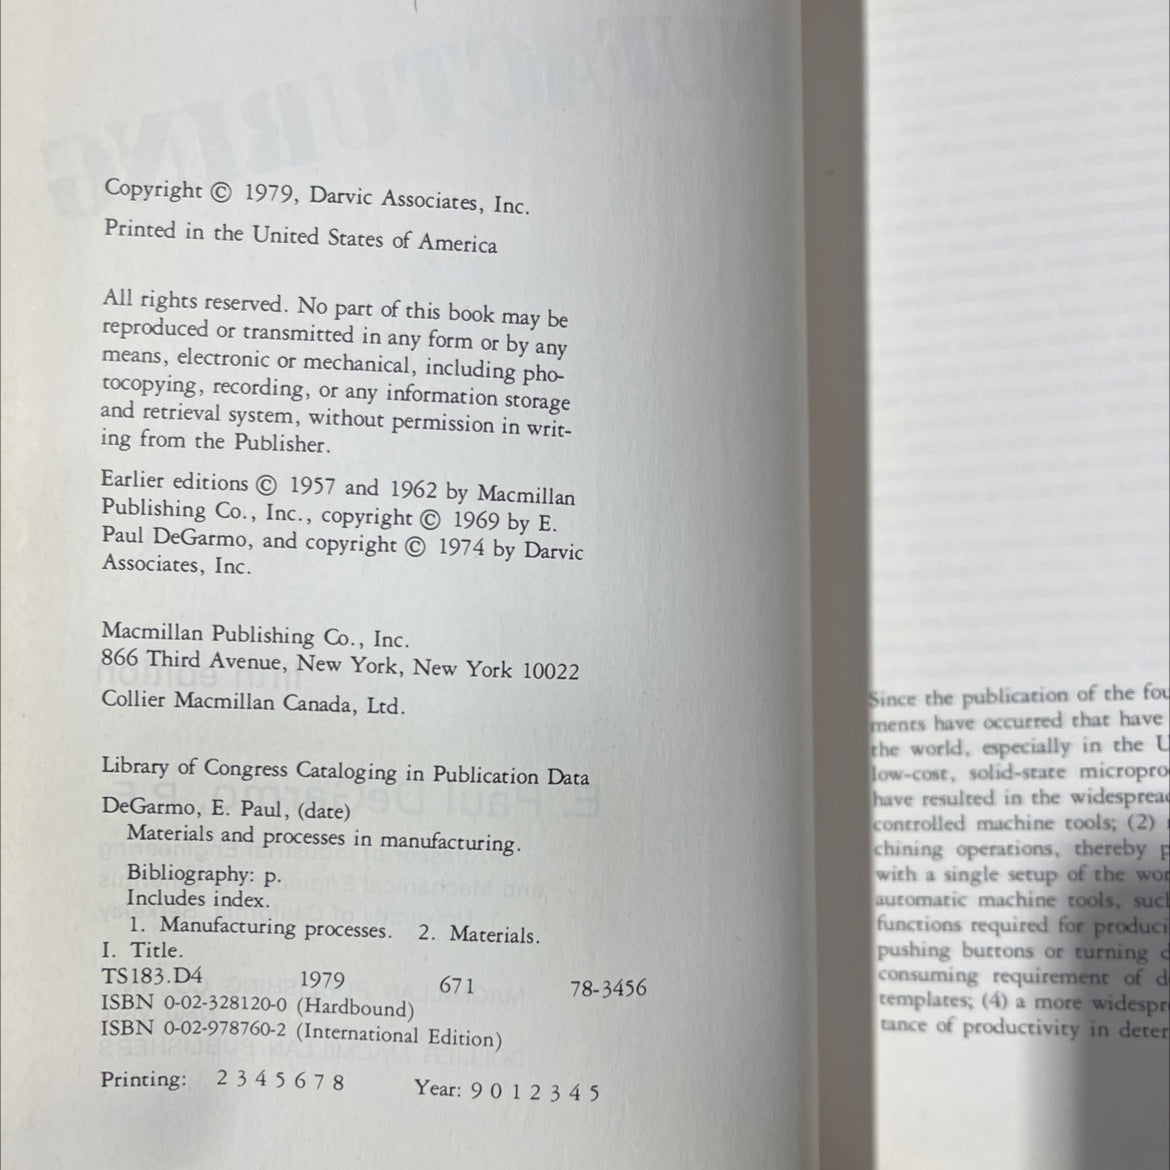 Copyright © 1979, Darvic Associates, Inc.
Printed in the United States of America
All rights reserved. No part of this book may be
reproduced or transmitted in any form or by any
means, electronic or mechanical, including pho-
tocopying, recording, or any information storage
and retrieval system, without permission in writ-
ing from the Publisher.
Earlier editions © 1957 and 1962 by Macmillan
Publishing Co., Inc., copyright © 1969 by E.
Paul DeGarmo, and copyright © 1974 by Darvic
Associates, Inc.
Macmillan Publishing Co., Inc.
866 Third Avenue, New York, New York 10022
Collier Macmillan Canada, Ltd.
Library of Congress Cataloging in Publication Data
DeGarmo, E. Paul, (date)
Materials and processes in manufacturing.
Bibliography: p.
Includes index.
1. Manufacturing processes. 2. Materials.
I. Title.
TS183.D4 1979 671 78-3456
ISBN 0-02-328120-0 (Hardbound)
ISBN 0-02-978760-2 (International Edition)
Printing: 2 3 4 5 6 7 8 Year: 9 0 1 2 3 4 5
Since the publication of the fou
ments have occurred that have
the world, especially in the U
low-cost, solid-state micropro
have resulted in the widespread
controlled machine tools; (2)
chining operations, thereby p
with a single setup of the wor
automatic machine tools, such
functions required for produci
pushing buttons or turning d
consuming requirement of d
templates; (4) a more widespr
tance of productivity in deter